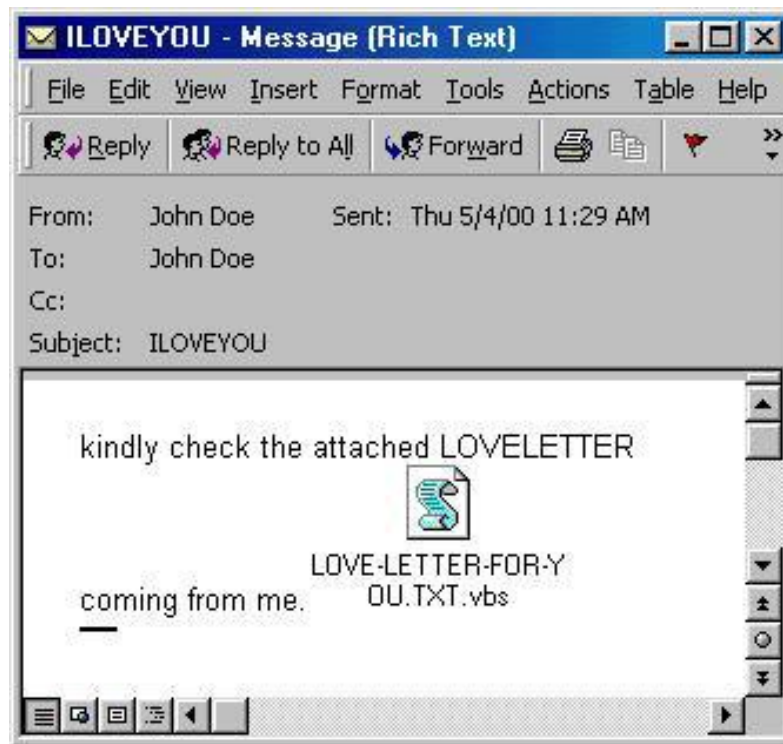 ILOVEYOU - Message (Rich Text)
File Edit View Insert Format Tools Actions Table Help
Reply Reply to All Forward
From: John Doe Sent: Thu 5/4/00 11:29 AM
To: John Doe
Cc:
Subject: ILOVEYOU
kindly check the attached LOVELETTER
LOVE-LETTER-FOR-Y
coming from me. OU.TXT.vbs